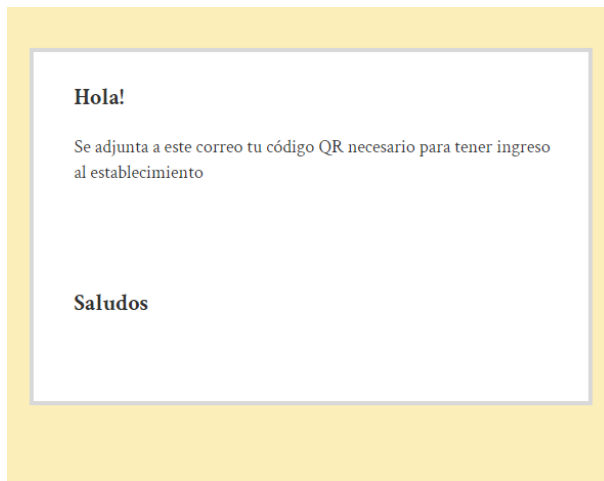 Hola!
Se adjunta a este correo tu código QR necesario para tener ingreso
al establecimiento
Saludos